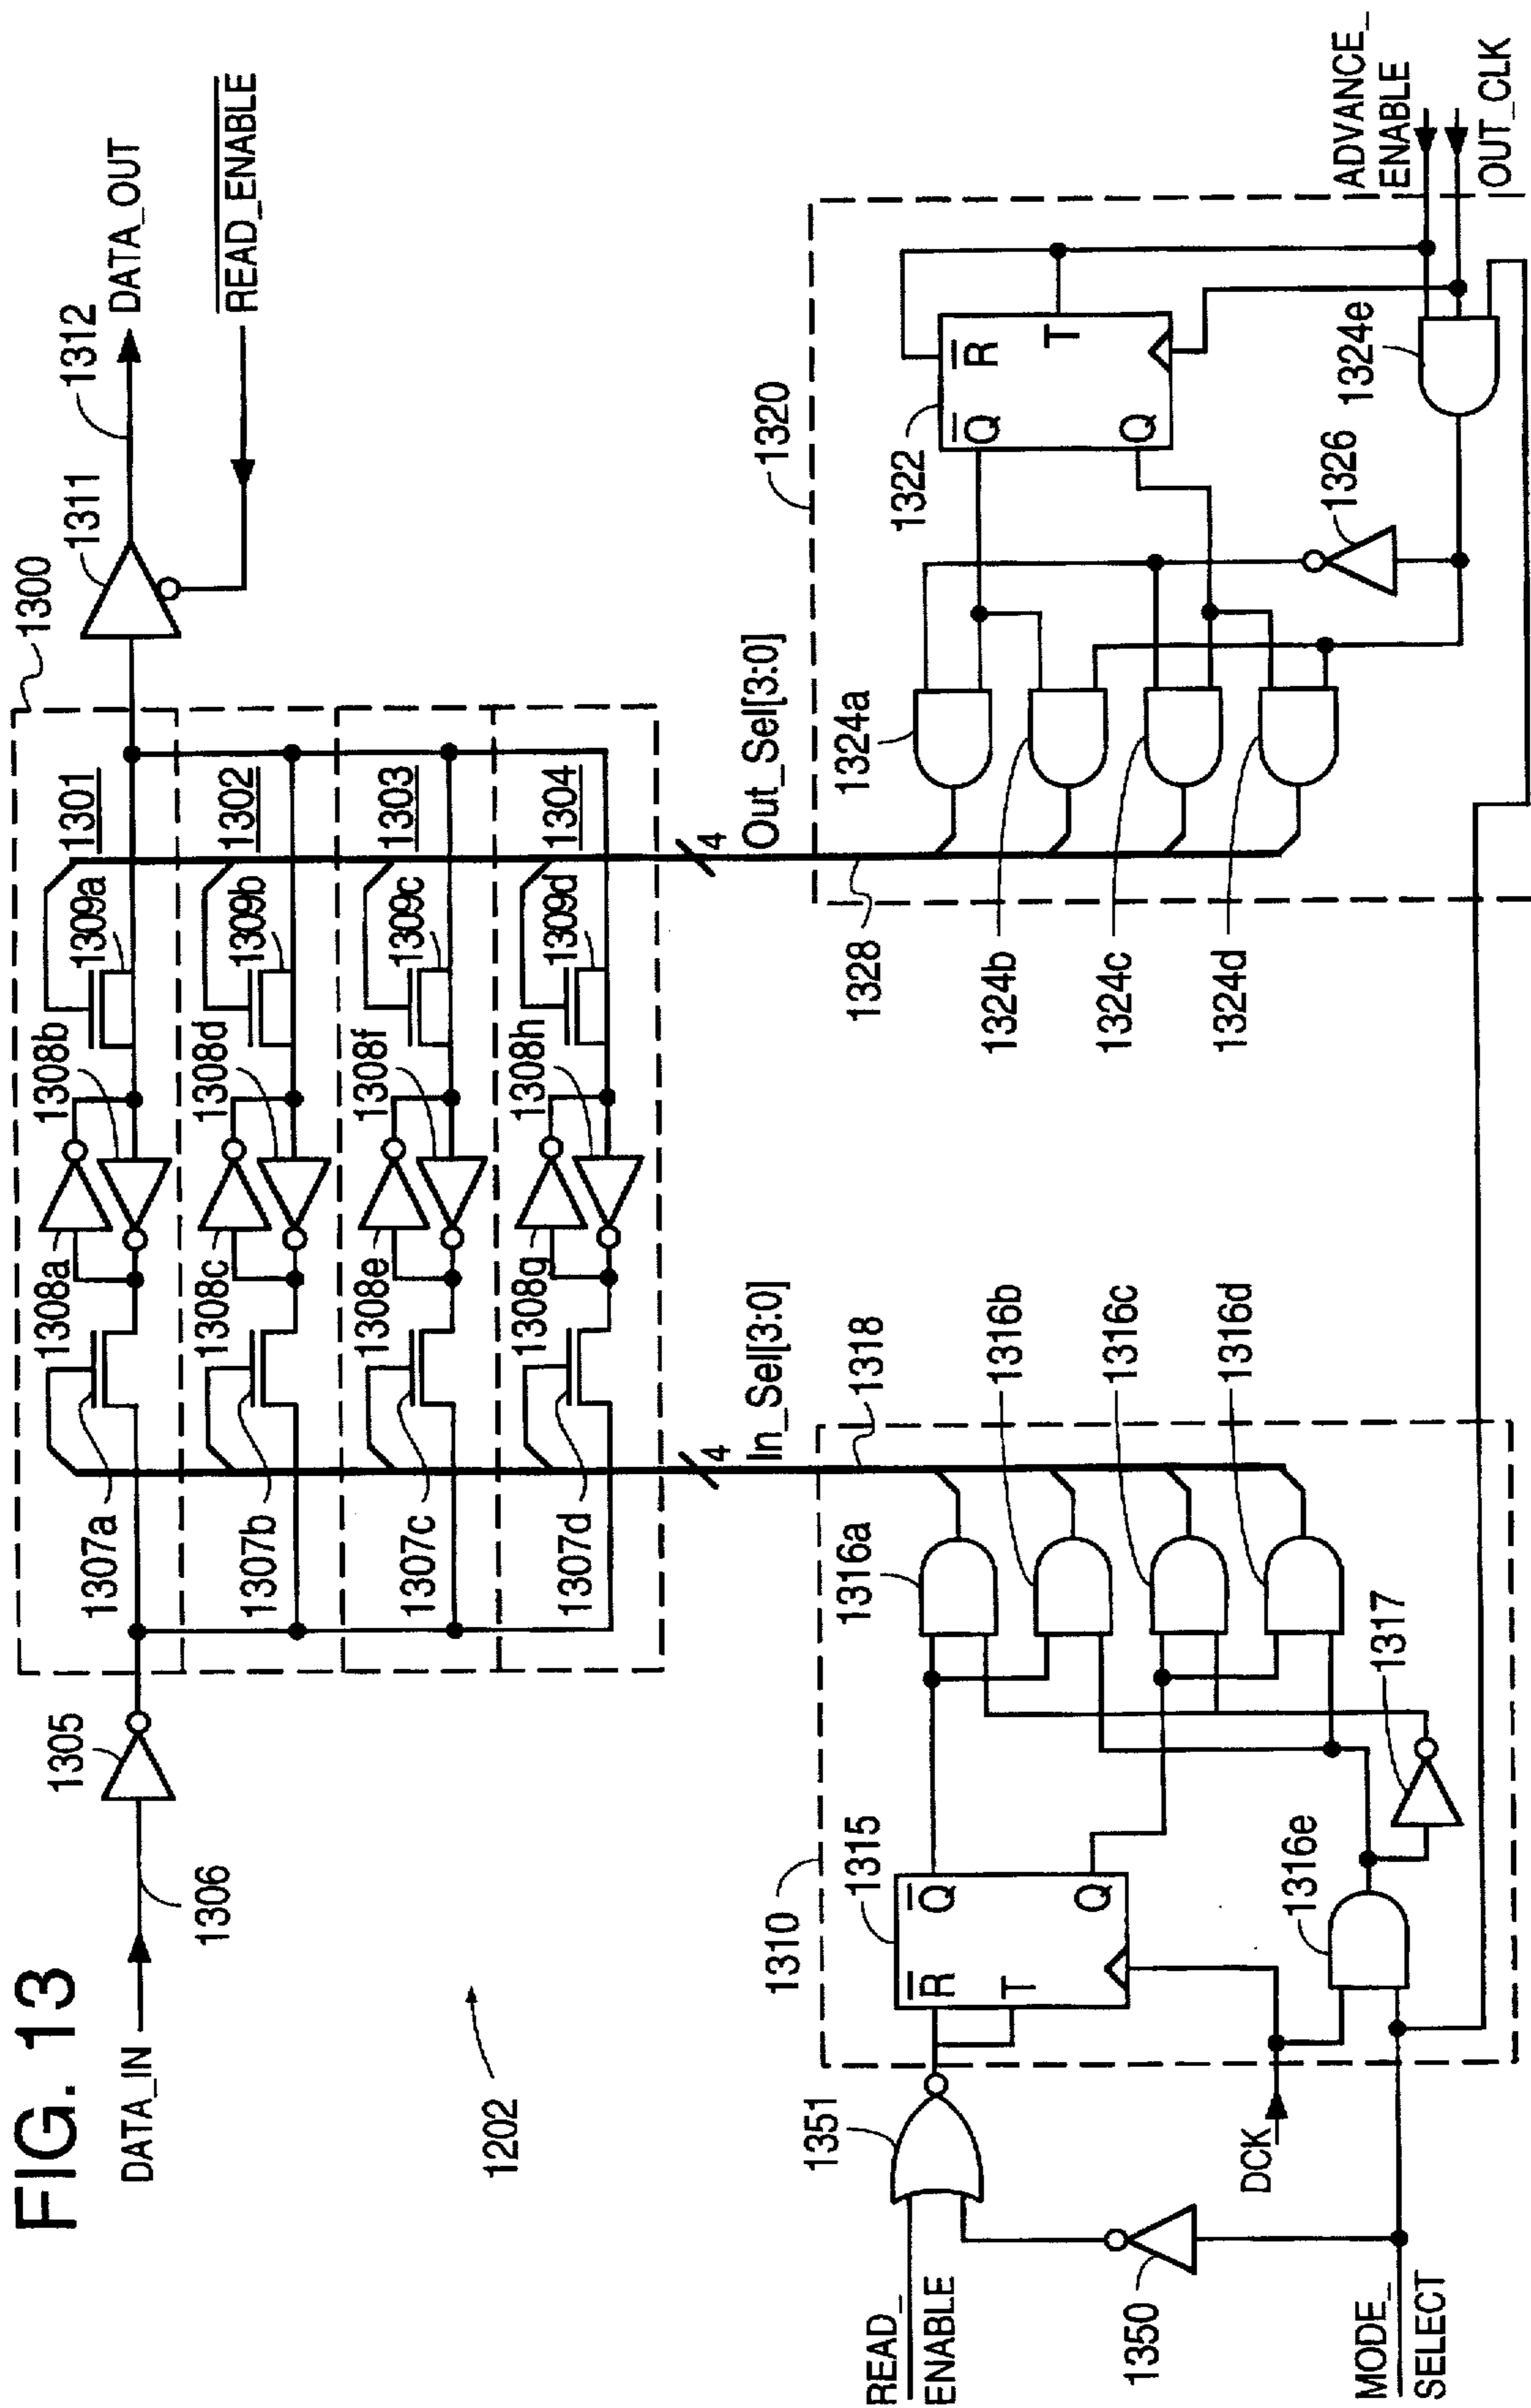 FIG. 13
DATA_IN
1306
1305
1202
1300
1301
1302
1303
1304
1307a
1307b
1307c
1307d
1308a
1308b
1308c
1308d
1308e
1308f
1308g
1308h
1309a
1309b
1309c
1309d
1311
1312
DATA_OUT
READ_ENABLE
4
In_Sel[3:0]
4
Out_Sel[3:0]
READ_
ENABLE
1351
1350
MODE_
SELECT
DCK
1310
1315
R
T
Q
Q
1316a
1316b
1316c
1316d
1316e
1317
1318
1320
1322
Q
R
T
Q
1324a
1324b
1324c
1324d
1324e
1326
1328
ADVANCE_
ENABLE
OUT_CLK